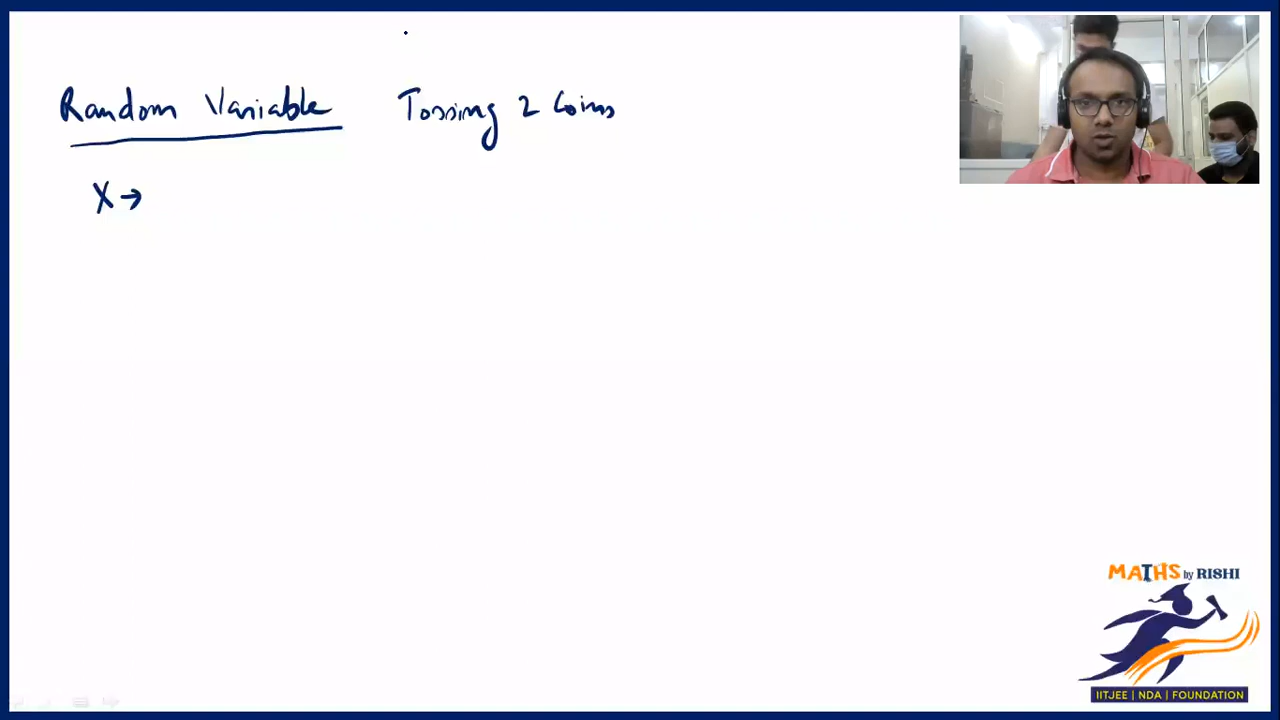 Random Variable Tossing 2 Coins
X →
MATHS by RISHI
IITJEE | NDA | FOUNDATION